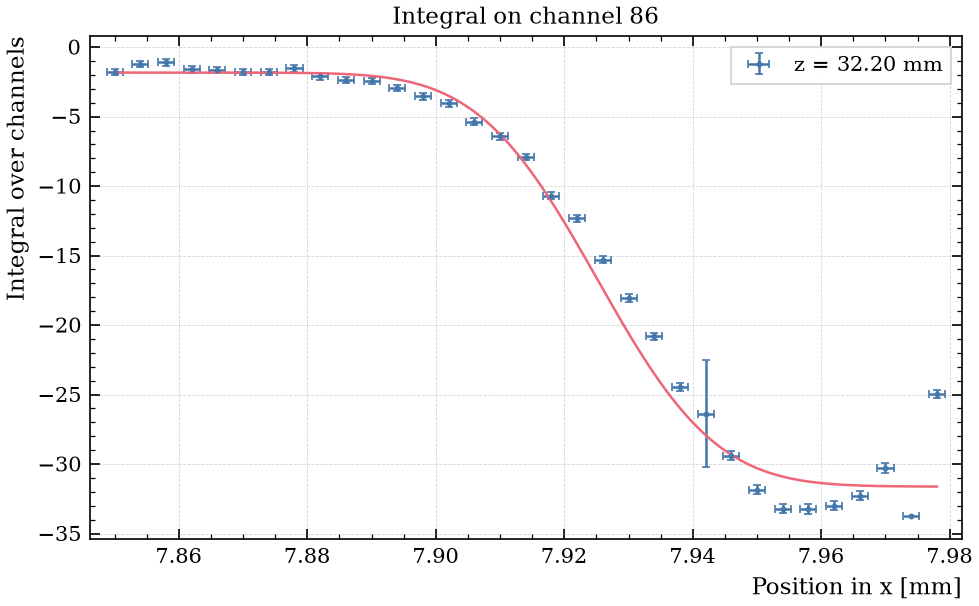 Integral on channel 86
Integral over channels
0
−5
−10
−15
−20
−25
−30
−35
z = 32.20 mm
7.86 7.88 7.90 7.92 7.94 7.96 7.98
Position in x [mm]